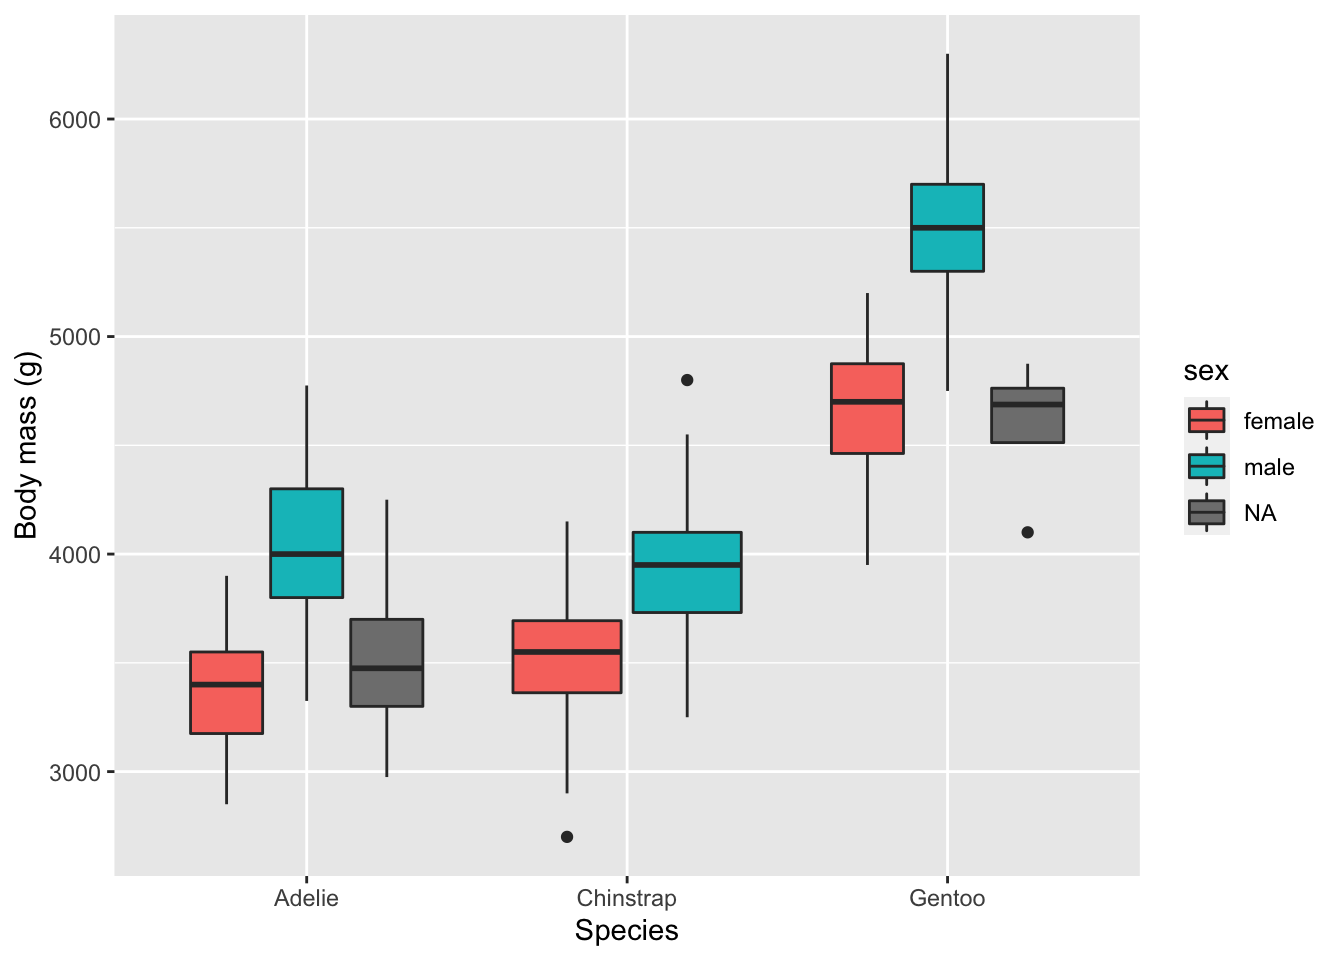 6000
5000
4000
3000
Body mass (g)
Adelie
Chinstrap
Gentoo
Species
sex
female
male
NA